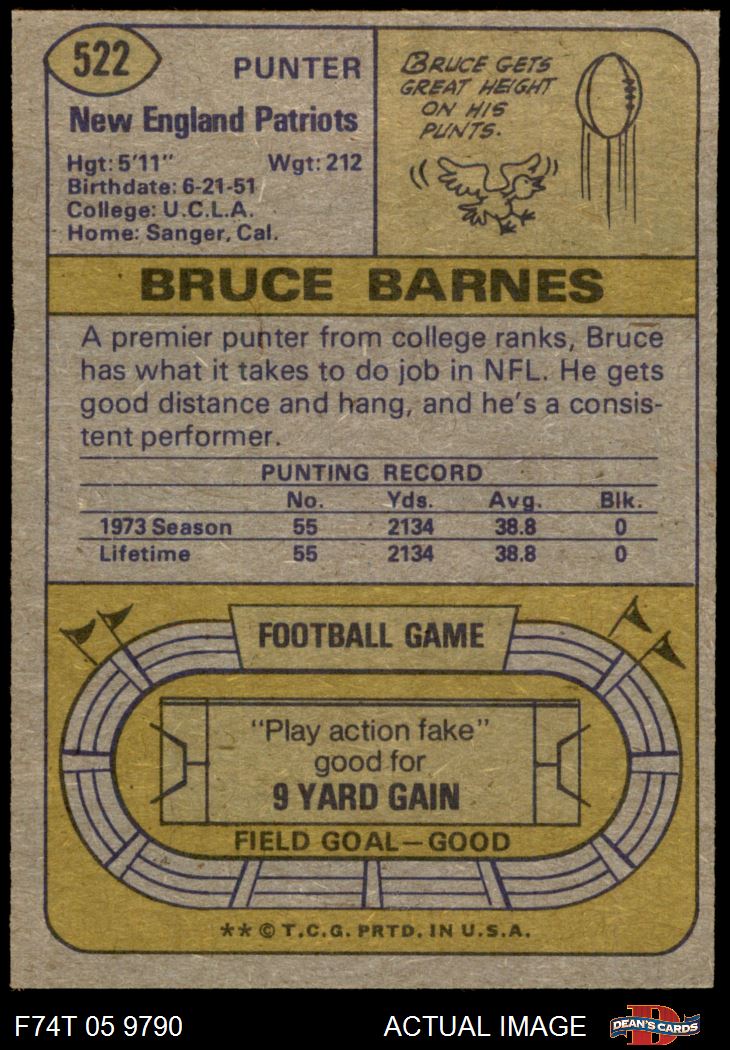 522
PUNTER
New England Patriots
Hgt: 5'11" Wgt: 212
Birthdate: 6-21-51
College: U.C.L.A.
Home: Sanger, Cal.
BRUCE GETS
GREAT HEIGHT
ON HIS
PUNTS.
BRUCE BARNES
A premier punter from college ranks, Bruce
has what it takes to do job in NFL. He gets
good distance and hang, and he's a consis-
tent performer.
PUNTING RECORD
No. Yds. Avg. Blk.
1973 Season 55 2134 38.8 0
Lifetime 55 2134 38.8 0
FOOTBALL GAME
"Play action fake"
good for
9 YARD GAIN
FIELD GOAL—GOOD
** © T.C.G. PRTD. IN U.S.A.
F74T 05 9790 ACTUAL IMAGE
D
DEAN'S CARDS